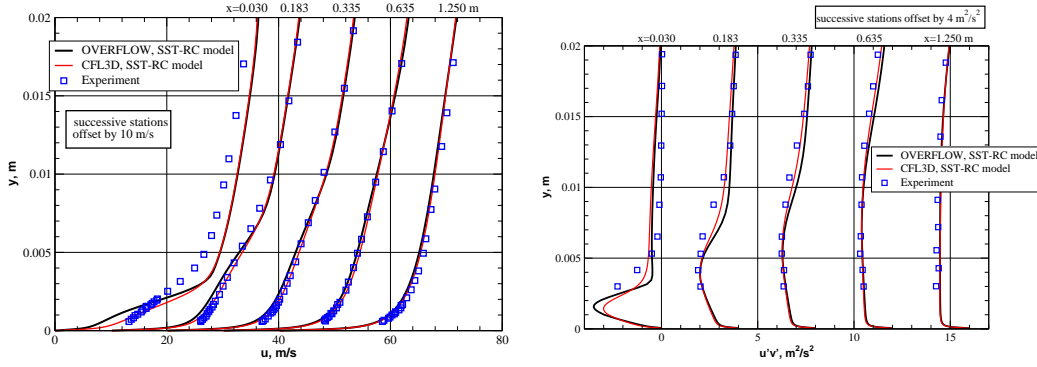 x=0.030 0.183 0.335 0.635 1.250 m
OVERFLOW, SST-RC model
CFL3D, SST-RC model
Experiment
successive stations
offset by 10 m/s
y, m
0.02
0.015
0.01
0.005
0
0 20 40 60 80
u, m/s
successive stations offset by 4 m²/s²
x=0.030 0.183 0.335 0.635 x=1.250 m
OVERFLOW, SST-RC model
CFL3D, SST-RC model
Experiment
y, m
0.02
0.015
0.01
0.005
0
0 5 10 15
u'v', m²/s²